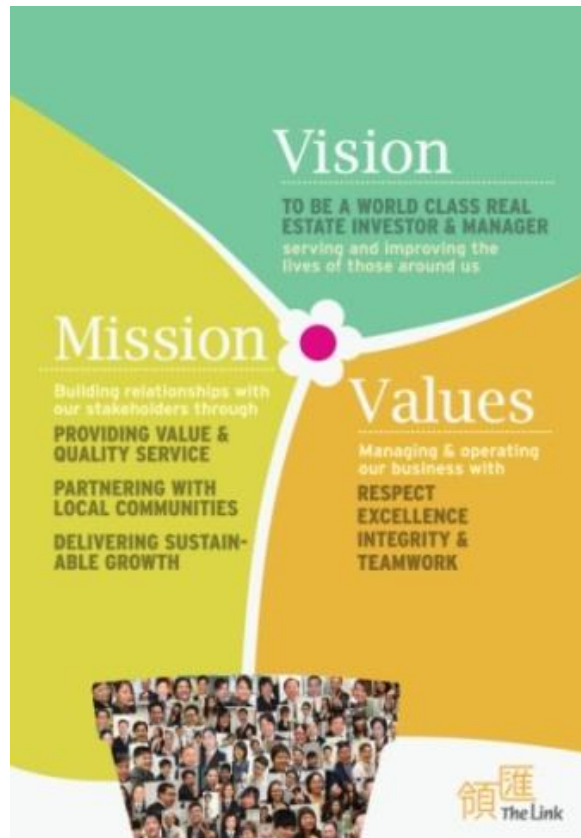 Vision
TO BE A WORLD CLASS REAL
ESTATE INVESTOR & MANAGER
serving and improving the
lives of those around us
Mission
Building relationships with
our stakeholders through
PROVIDING VALUE &
QUALITY SERVICE
PARTNERING WITH
LOCAL COMMUNITIES
DELIVERING SUSTAIN-
ABLE GROWTH
Values
Managing & operating
our business with
RESPECT
EXCELLENCE
INTEGRITY &
TEAMWORK
領匯
The Link